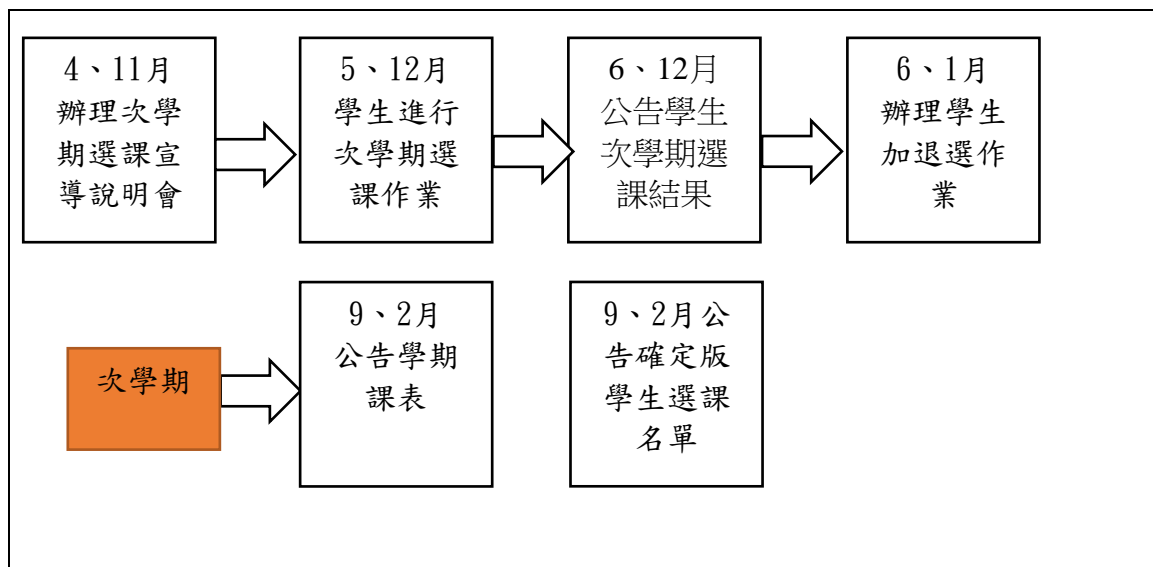 4、11月
辦理次學
期選課宣
導說明會
5、12月
學生進行
次學期選
課作業
6、12月
公告學生
次學期選
課結果
6、1月
辦理學生
加退選作
業
次學期
9、2月
公告學期
課表
9、2月公
告確定版
學生選課
名單